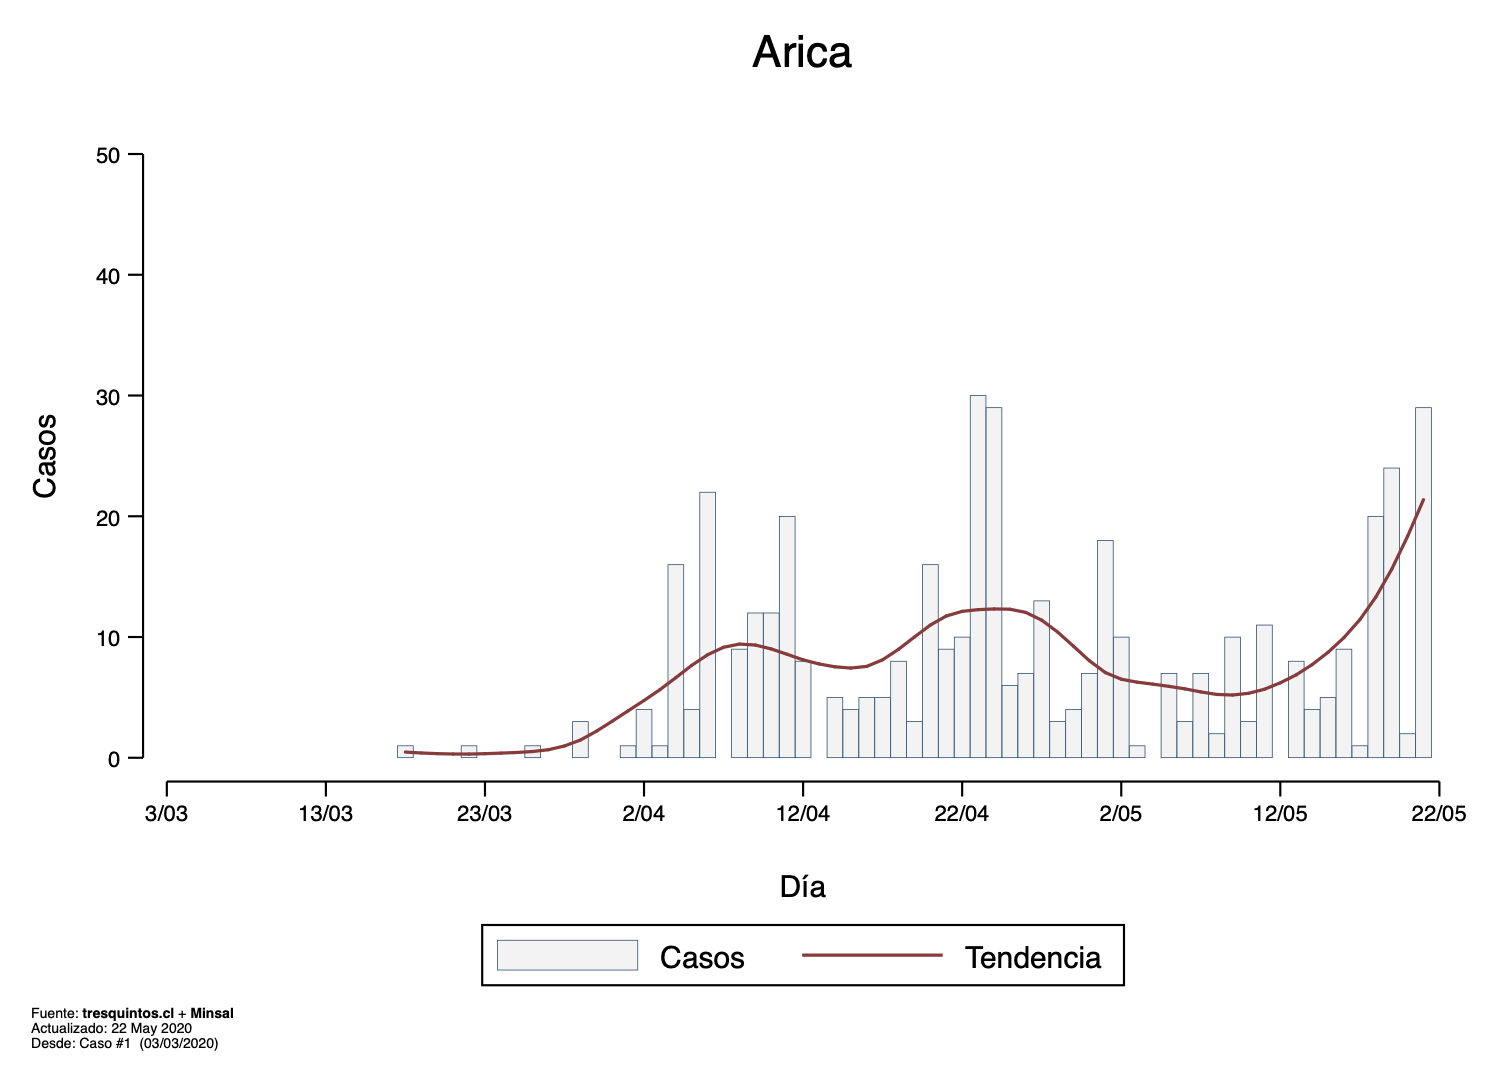 Arica
50
40
30
20
10
0
Casos
3/03 13/03 23/03 2/04 12/04 22/04 2/05 12/05 22/05
Día
Casos Tendencia
Fuente: tresquintos.cl + Minsal
Actualizado: 22 May 2020
Desde: Caso #1 (03/03/2020)